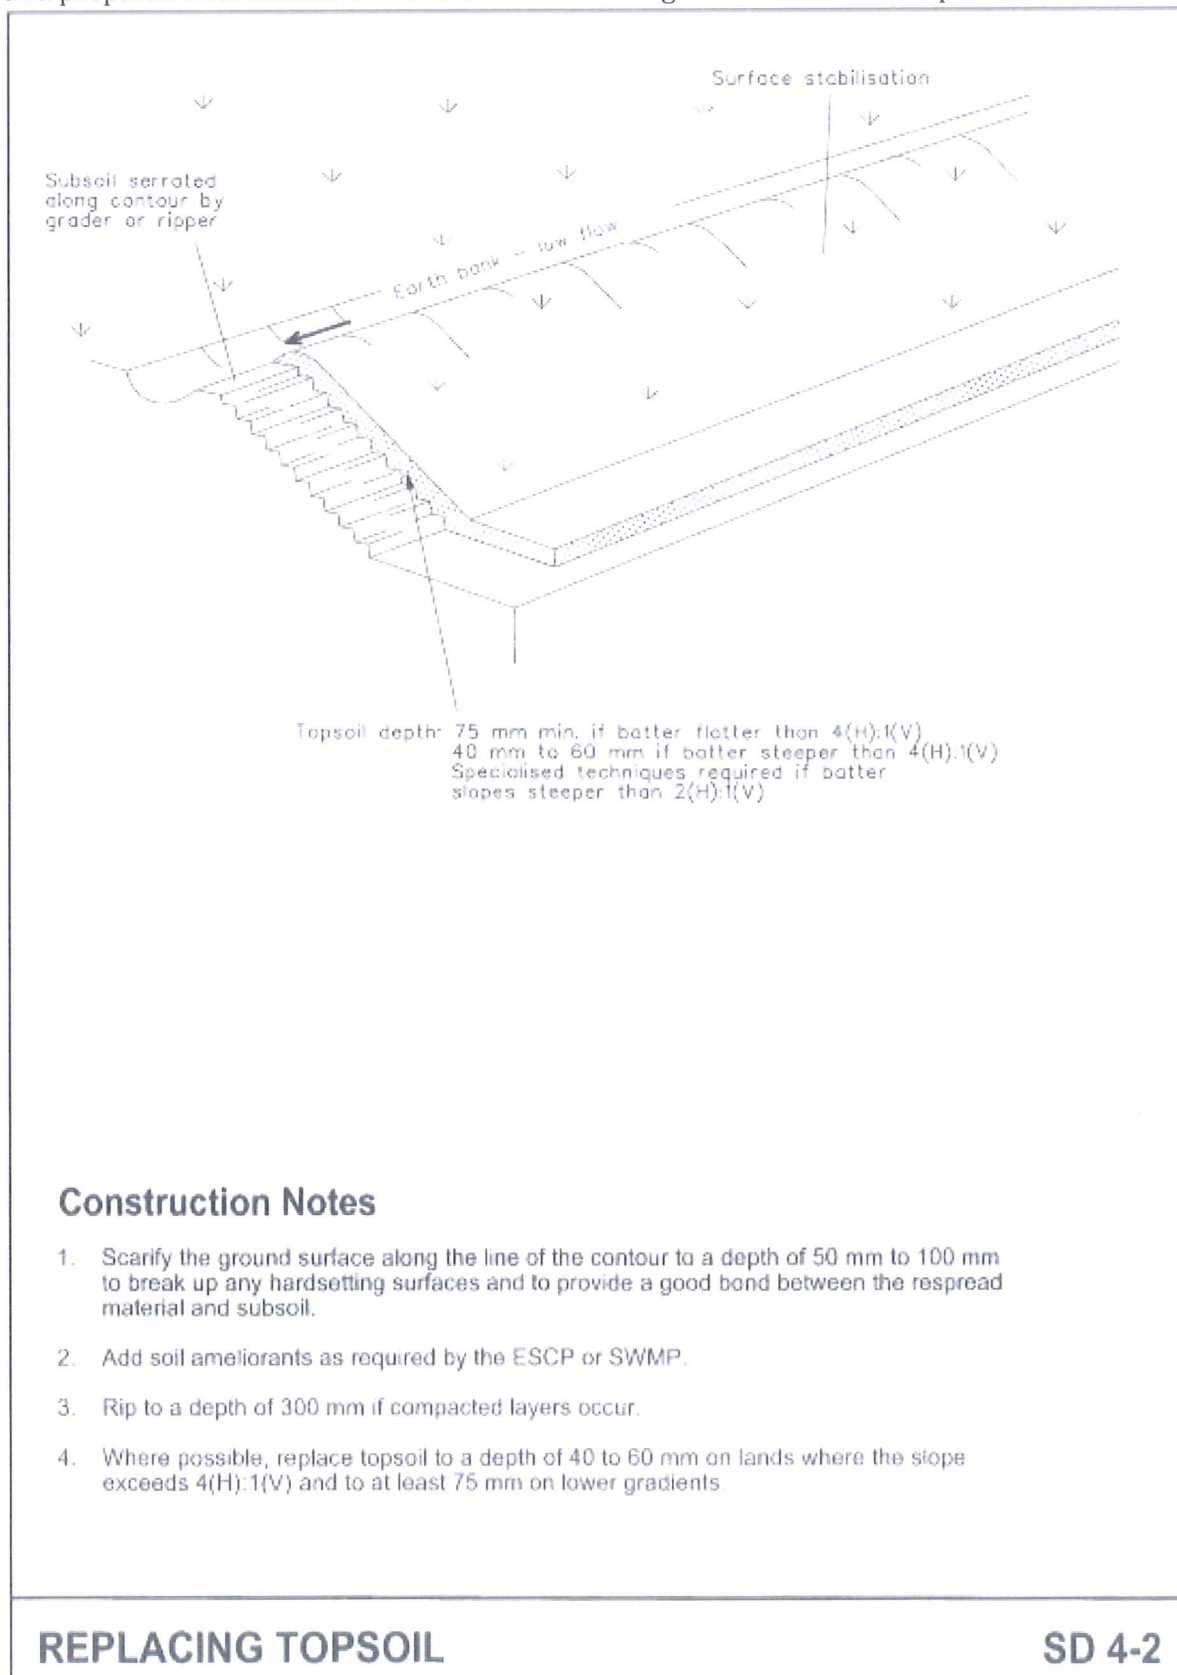 Surface stabilisation
Subsoil serrated
along contour by
grader or ripper
Earth bank - low flow
Topsoil depth- 75 mm min. if batter flatter than 4(H):1(V)
40 mm to 60 mm if batter steeper than 4(H):1(V)
Specialised techniques required if batter
slopes steeper than 2(H):1(V)
Construction Notes
1. Scarify the ground surface along the line of the contour to a depth of 50 mm to 100 mm
to break up any hardsetting surfaces and to provide a good bond between the respread
material and subsoil.
2. Add soil ameliorants as required by the ESCP or SWMP.
3. Rip to a depth of 300 mm if compacted layers occur.
4. Where possible, replace topsoil to a depth of 40 to 60 mm on lands where the slope
exceeds 4(H):1(V) and to at least 75 mm on lower gradients.
REPLACING TOPSOIL
SD 4-2